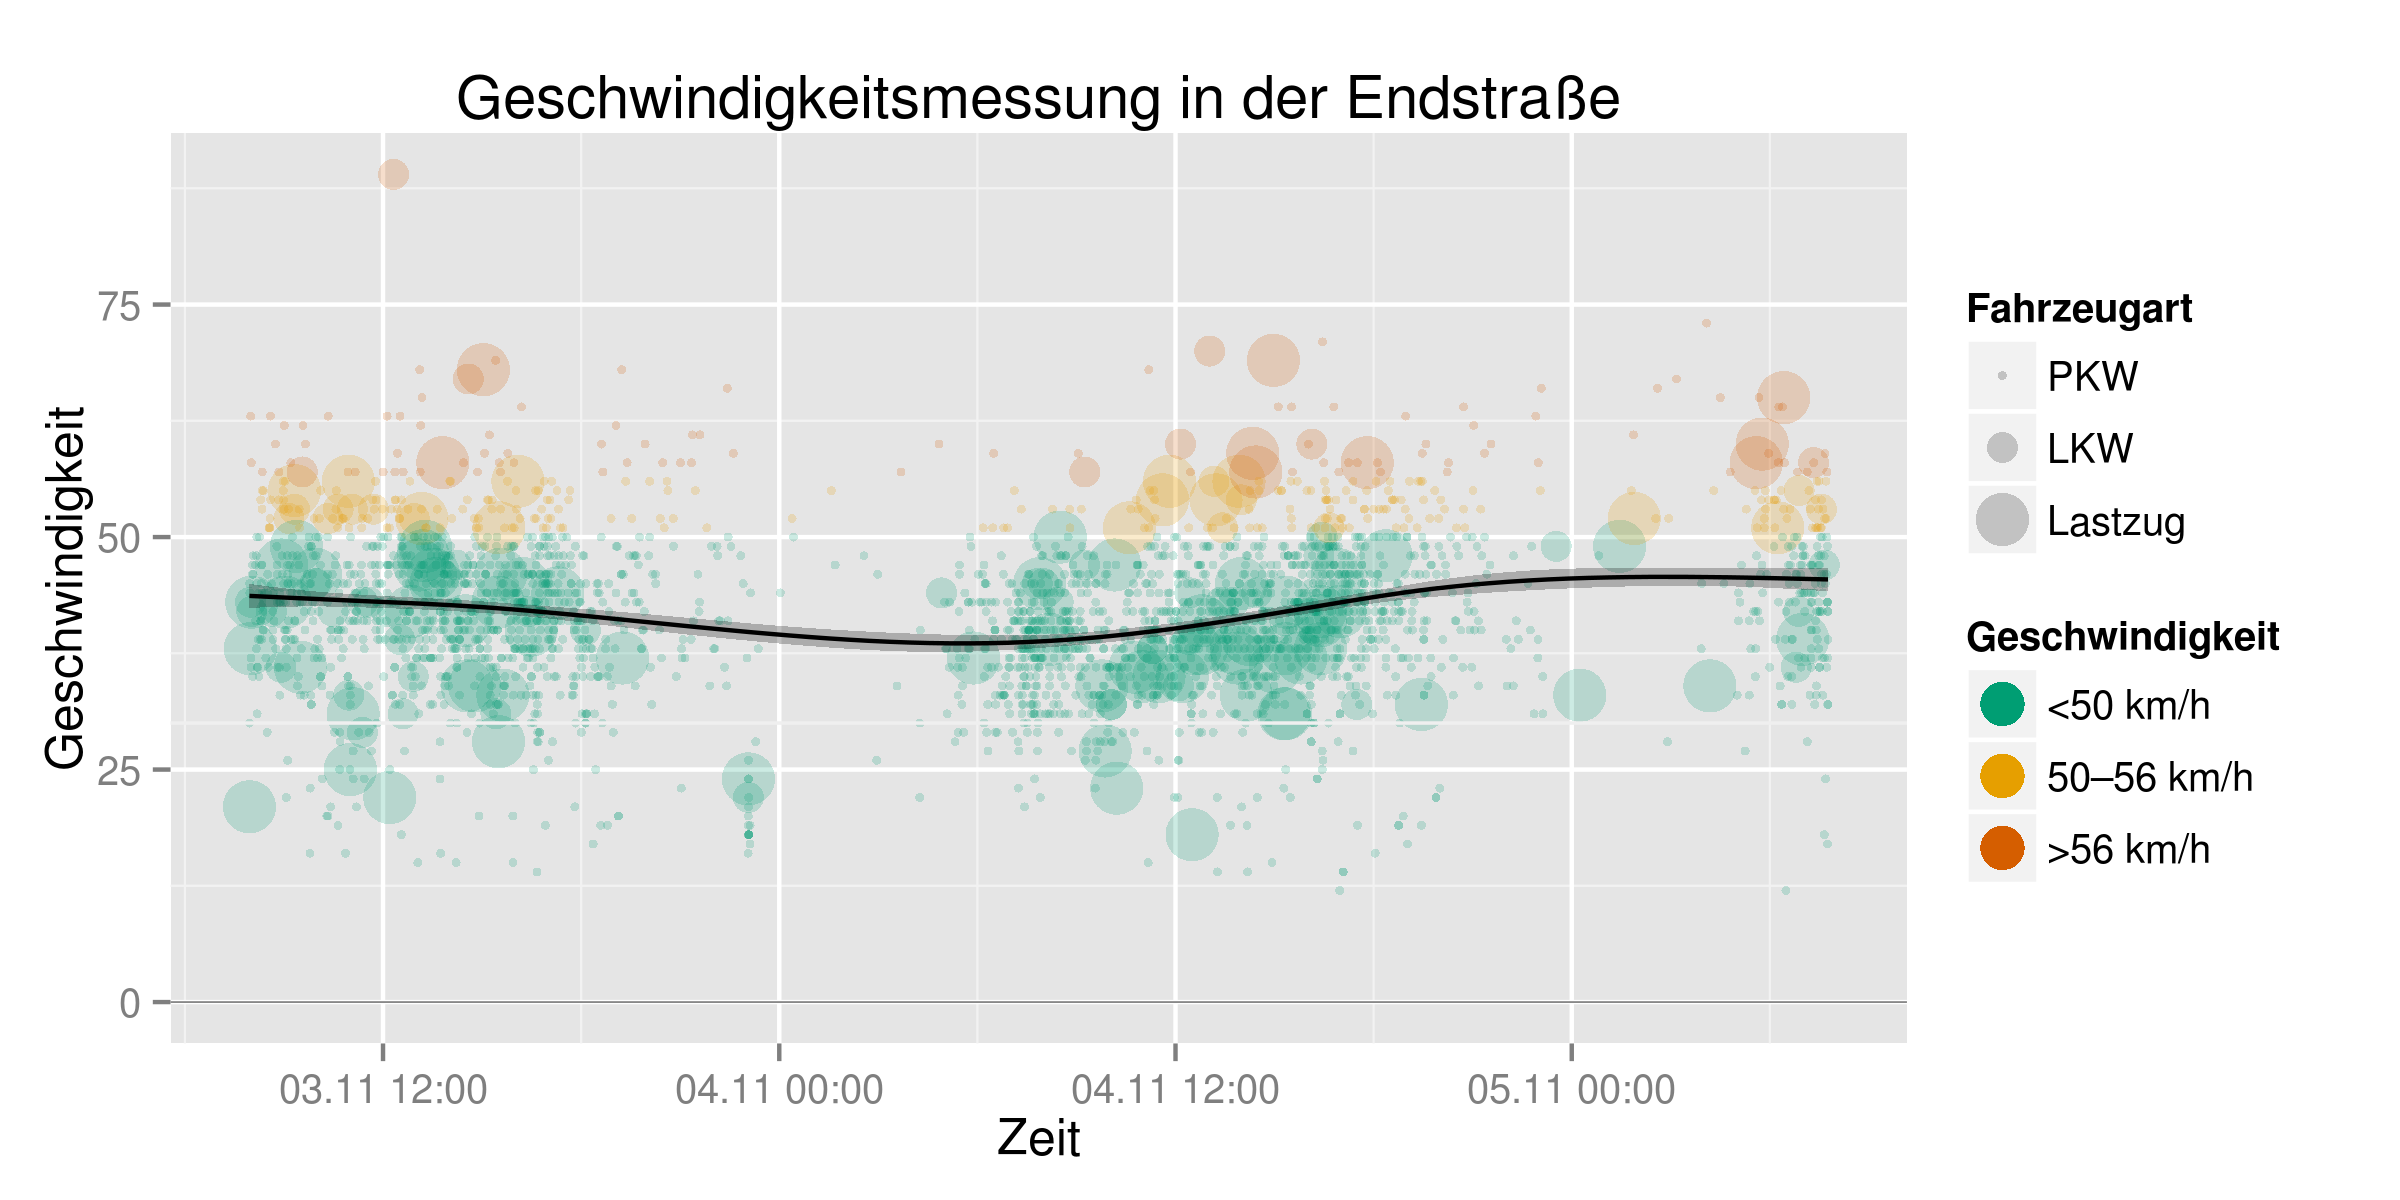 Geschwindigkeitsmessung in der Endstraße
Geschwindigkeit
75
50
25
0
03.11 12:00
04.11 00:00
04.11 12:00
05.11 00:00
Zeit
Fahrzeugart
PKW
LKW
Lastzug
Geschwindigkeit
<50 km/h
50–56 km/h
>56 km/h